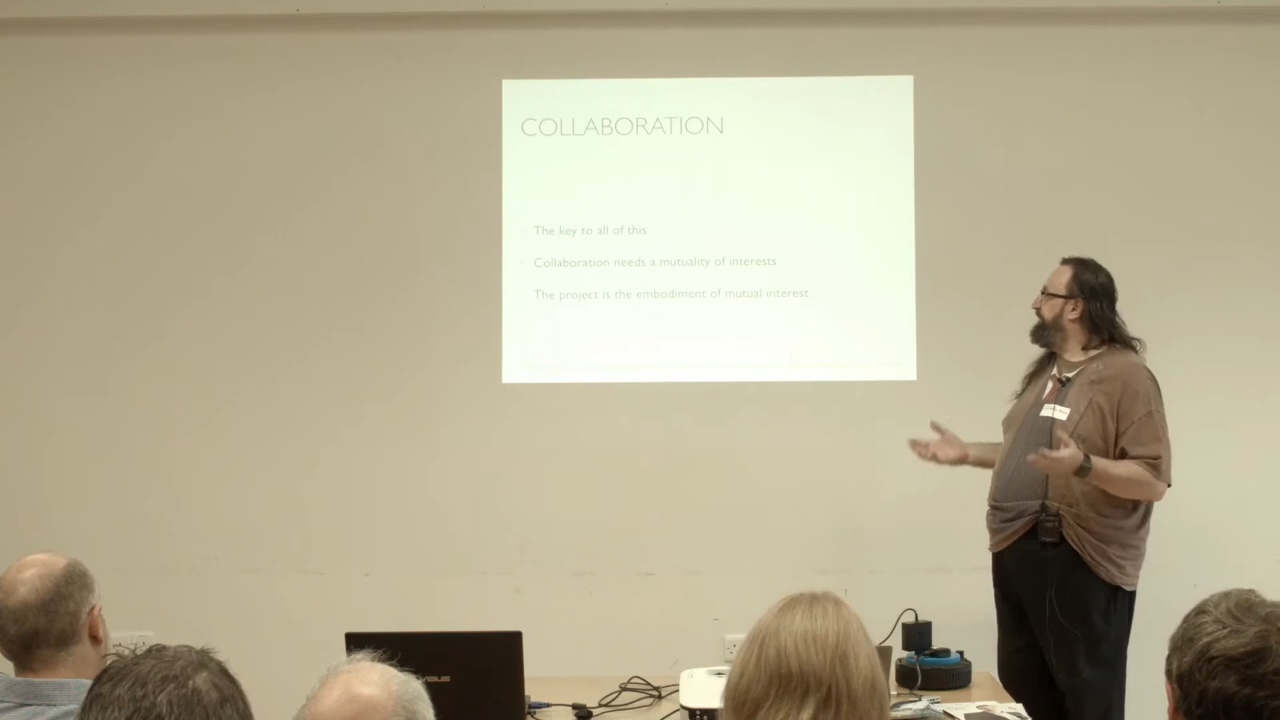 COLLABORATION
The key to all of this
Collaboration needs a mutuality of interests
The project is the embodiment of mutual interest
ASUS